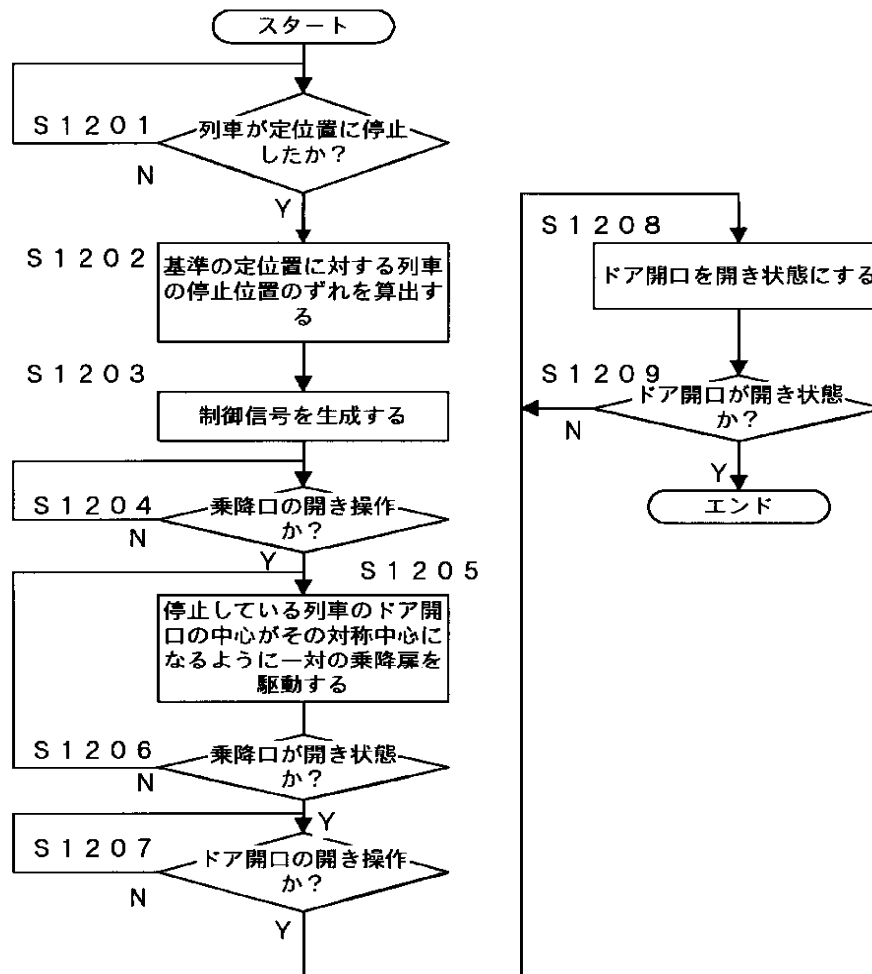 スタート
S1201
列車が定位置に停止
したか?
N
Y
S1202
基準の定位置に対する列車
の停止位置のずれを算出す
る
S1203
制御信号を生成する
S1204
乗降口の開き操作
か?
N
Y
S1205
停止している列車のドア開
口の中心がその対称中心に
なるように一対の乗降扉を
駆動する
S1206
乗降口が開き状態
か?
N
Y
S1207
ドア開口の開き操作
か?
N
Y
S1208
ドア開口を開き状態にする
S1209
ドア開口が開き状態
か?
N
Y
エンド